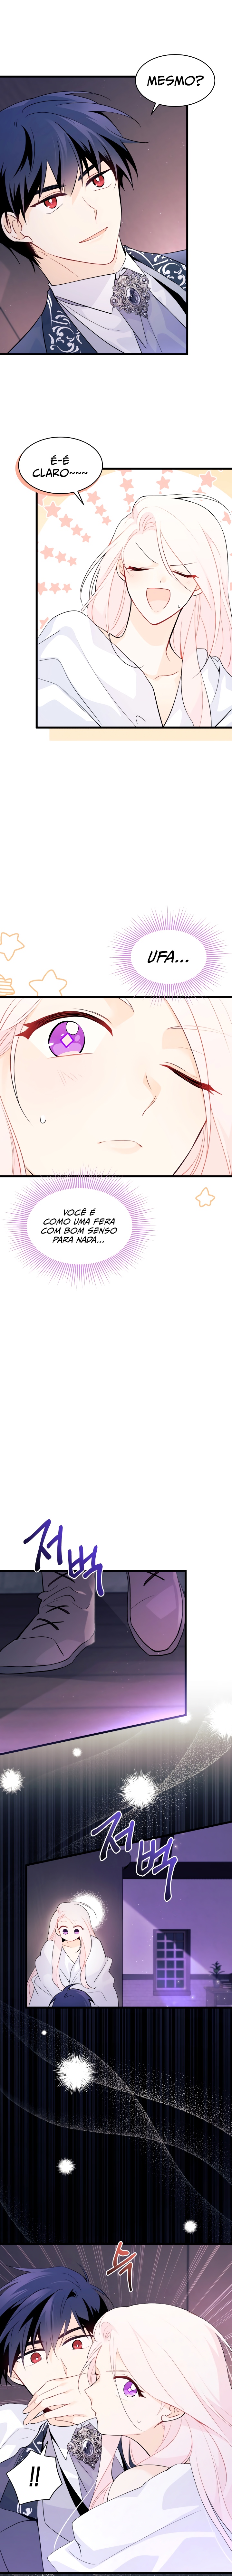 MESMO?
É-É
CLARO~~~
UFA...
VOCÊ É
COMO UMA FERA
COM BOM SENSO
PARA NADA...
저벅
저벅
슥
!!